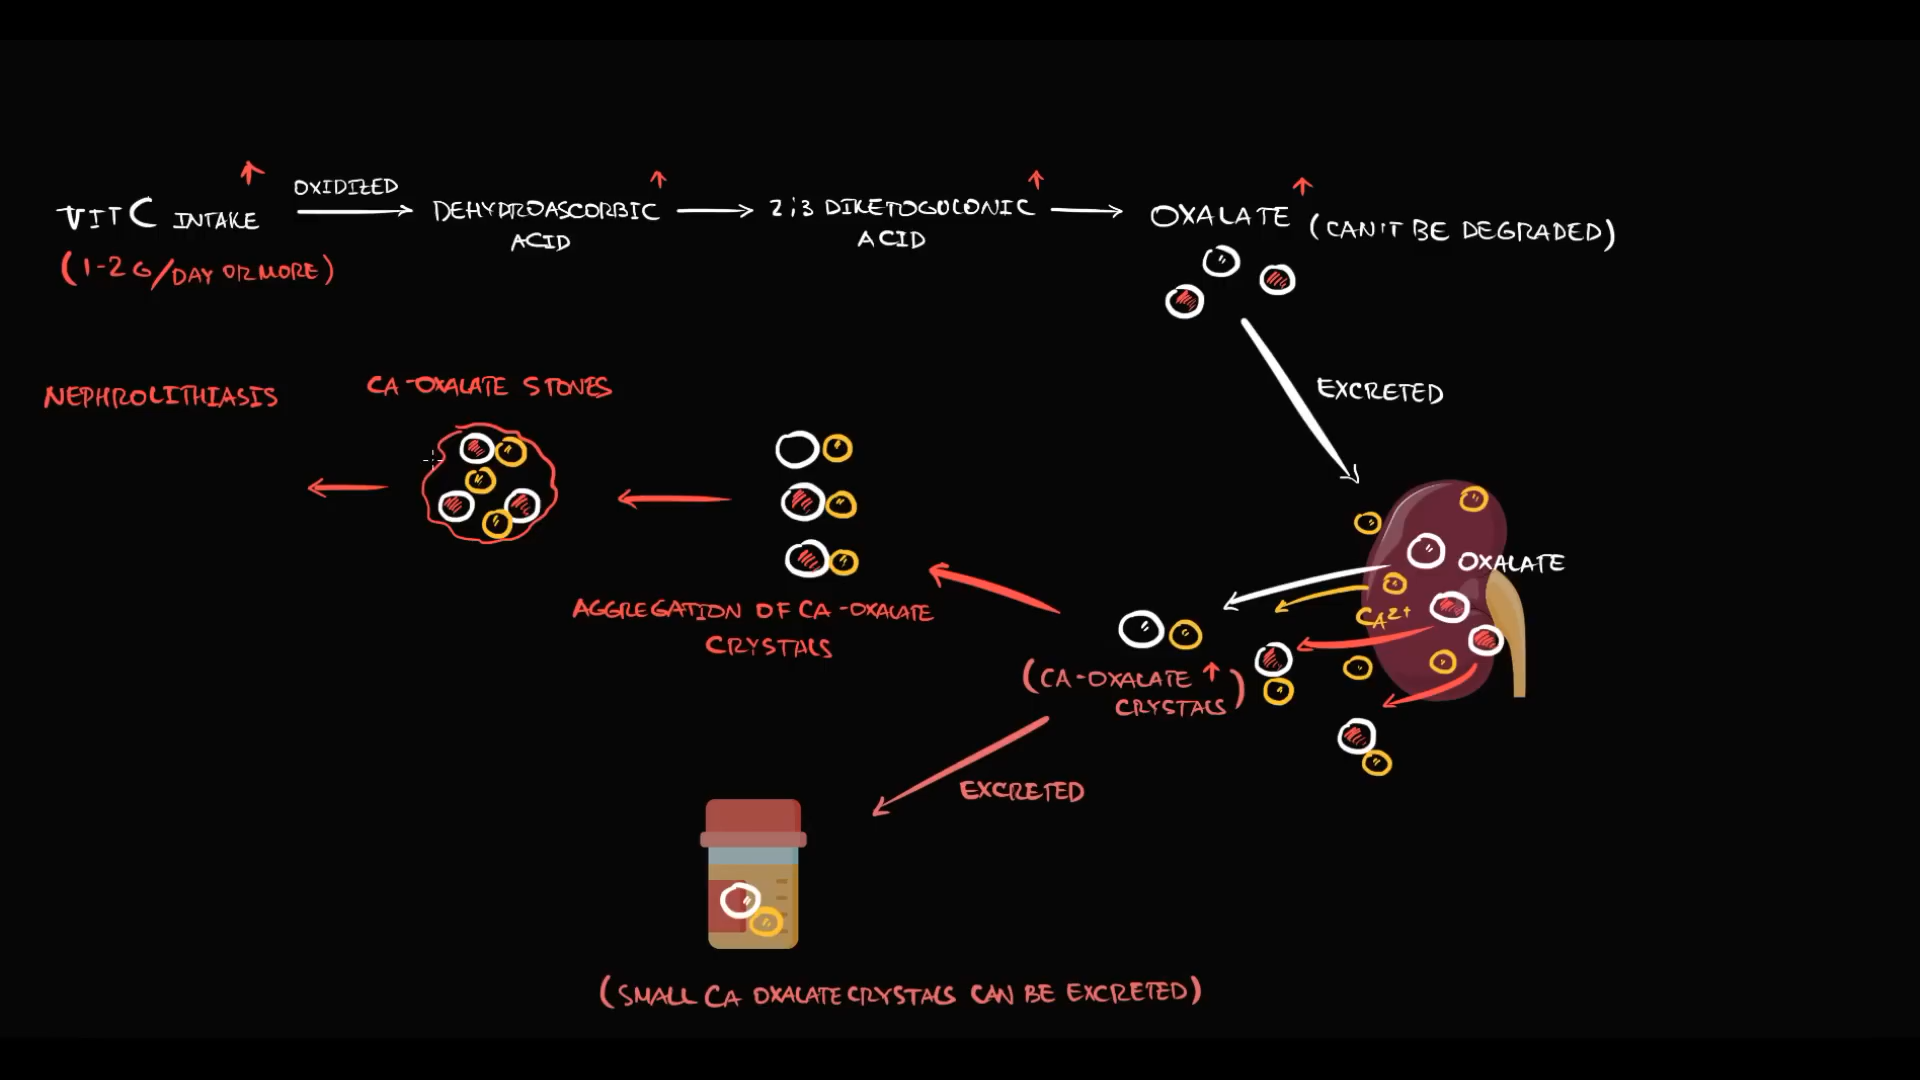 VIT C INTAKE
(1-2 G/DAY OR MORE)
OXIDIZED
DEHYDROASCORBIC
ACID
2;3 DIKETOGULONIC
ACID
OXALATE (CAN'T BE DEGRADED)
EXCRETED
NEPHROLITHIASIS
CA-OXALATE STONES
AGGREGATION OF CA-OXALATE
CRYSTALS
OXALATE
CA2+
(CA-OXALATE
CRYSTALS)
EXCRETED
(SMALL CA OXALATE CRYSTALS CAN BE EXCRETED)